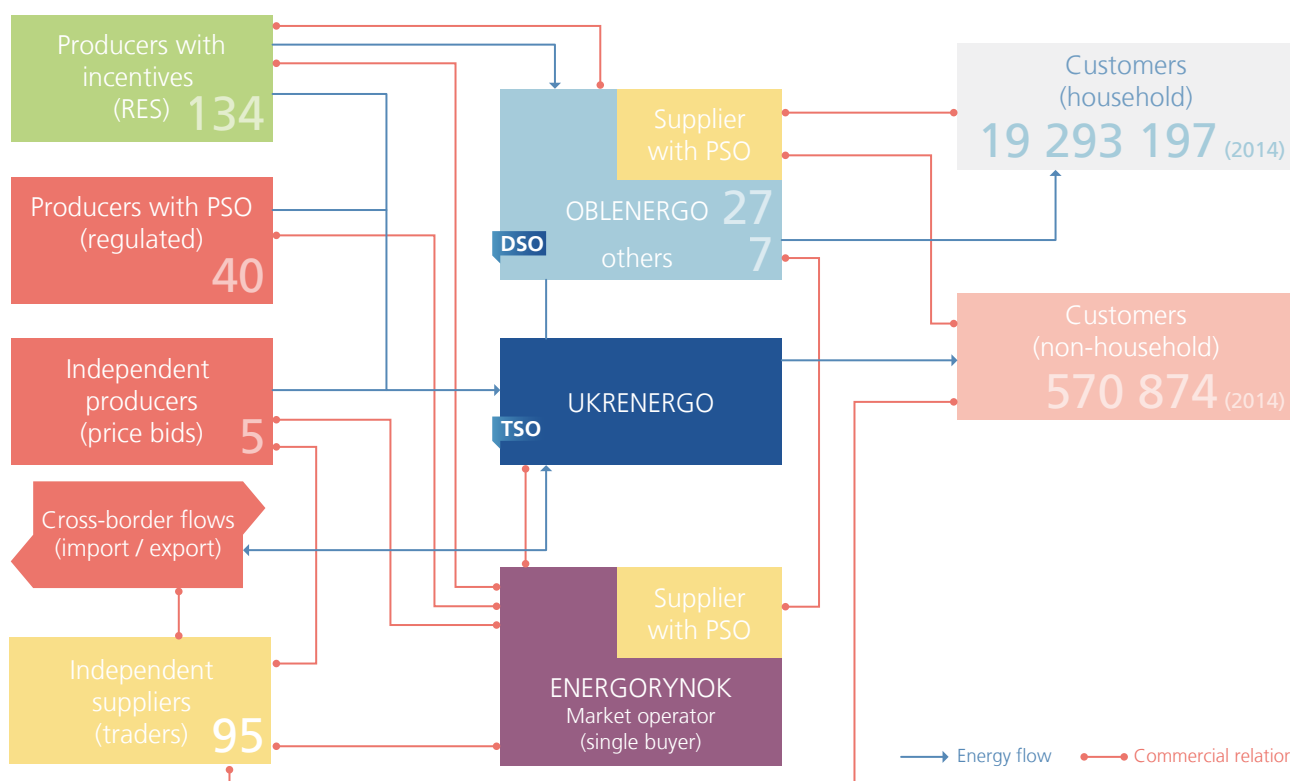 Producers with
incentives
(RES) 134
Producers with PSO
(regulated)
40
Independent
producers
(price bids) 5
Cross-border flows
(import / export)
Independent
suppliers
(traders) 95
Supplier
with PSO
OBLENERGO 27
DSO
others 7
UKRENERGO
TSO
Supplier
with PSO
ENERGORYNOK
Market operator
(single buyer)
Customers
(household)
19 293 197 (2014)
Customers
(non-household)
570 874 (2014)
Energy flow
Commercial relation